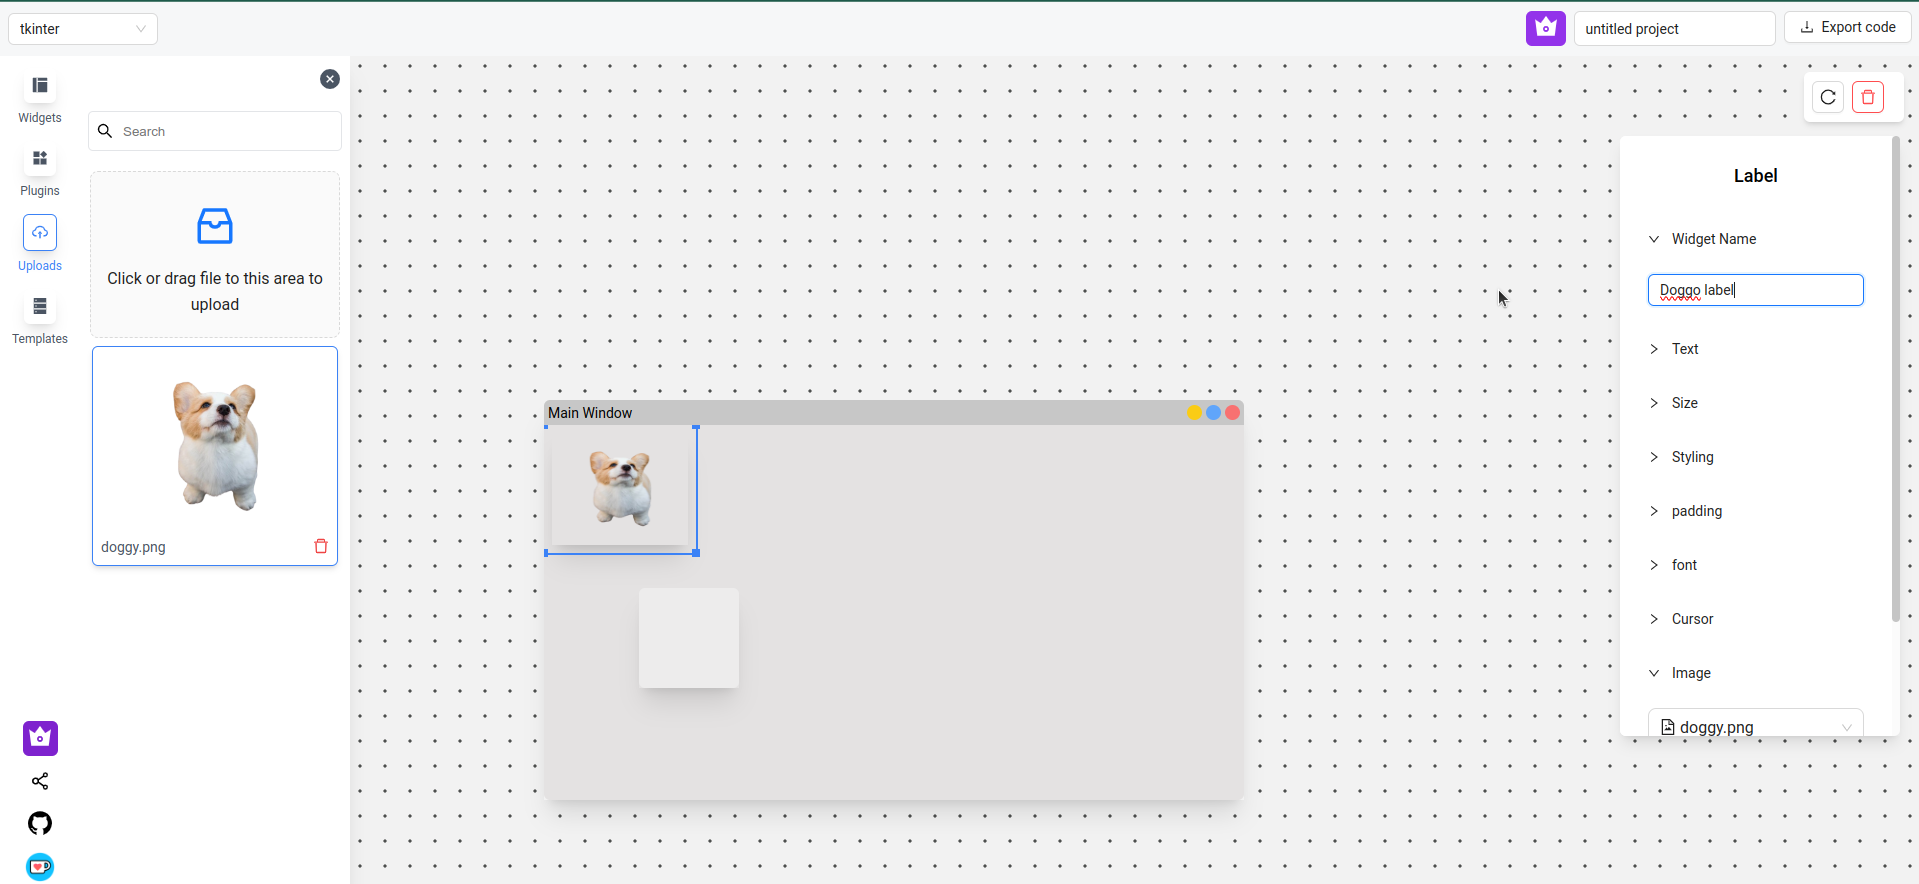 tkinter
untitled project
Export code
Widgets
Plugins
Uploads
Templates
Search
Click or drag file to this area to
upload
doggy.png
Main Window
Label
Widget Name
Doggo label
Text
Size
Styling
padding
font
Cursor
Image
doggy.png